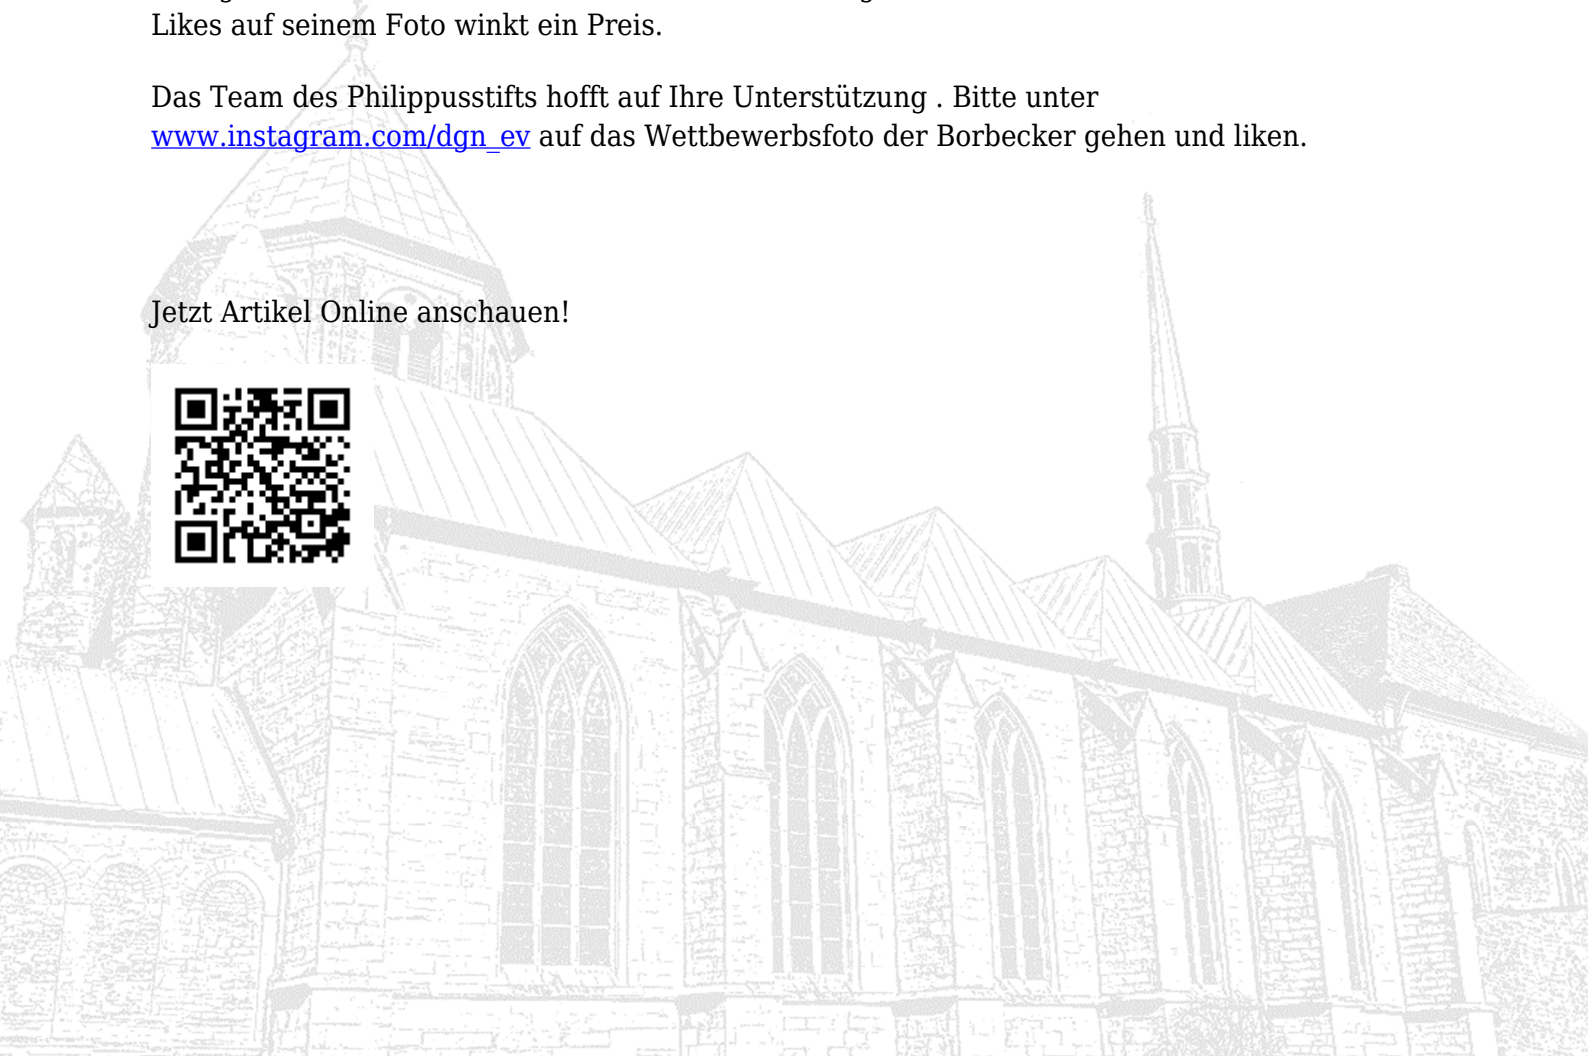 Likes auf seinem Foto winkt ein Preis.
Das Team des Philippusstifts hofft auf Ihre Unterstützung . Bitte unter
www.instagram.com/dgn_ev auf das Wettbewerbsfoto der Borbecker gehen und liken.
Jetzt Artikel Online anschauen!